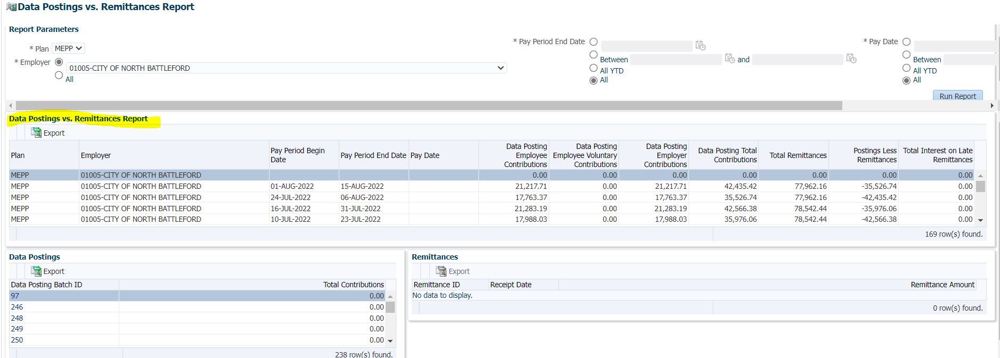 Data Postings vs. Remittances Report
Report Parameters
* Plan MEPP
* Employer 01005-CITY OF NORTH BATTLEFORD
All
* Pay Period End Date
Between and
All YTD
All
* Pay Date
Between
All YTD
All
Run Report
Data Postings vs. Remittances Report
Export
Plan Employer Pay Period Begin Date Pay Period End Date Pay Date Data Posting Employee Contributions Data Posting Employee Voluntary Contributions Data Posting Employer Contributions Data Posting Total Contributions Total Remittances Postings Less Remittances Total Interest on Late Remittances
MEPP 01005-CITY OF NORTH BATTLEFORD 0.00 0.00 0.00 0.00 0.00 0.00 0.00
MEPP 01005-CITY OF NORTH BATTLEFORD 01-AUG-2022 15-AUG-2022 21,217.71 0.00 21,217.71 42,435.42 77,962.16 -35,526.74 0.00
MEPP 01005-CITY OF NORTH BATTLEFORD 24-JUL-2022 06-AUG-2022 17,763.37 0.00 17,763.37 35,526.74 77,962.16 -42,435.42 0.00
MEPP 01005-CITY OF NORTH BATTLEFORD 16-JUL-2022 31-JUL-2022 21,283.19 0.00 21,283.19 42,566.38 78,542.44 -35,976.06 0.00
MEPP 01005-CITY OF NORTH BATTLEFORD 10-JUL-2022 23-JUL-2022 17,988.03 0.00 17,988.03 35,976.06 78,542.44 -42,566.38 0.00
169 row(s) found.
Data Postings
Export
Data Posting Batch ID Total Contributions
97 0.00
246 0.00
248 0.00
249 0.00
250 0.00
238 row(s) found.
Remittances
Export
Remittance ID Receipt Date Remittance Amount
No data to display.
0 row(s) found.